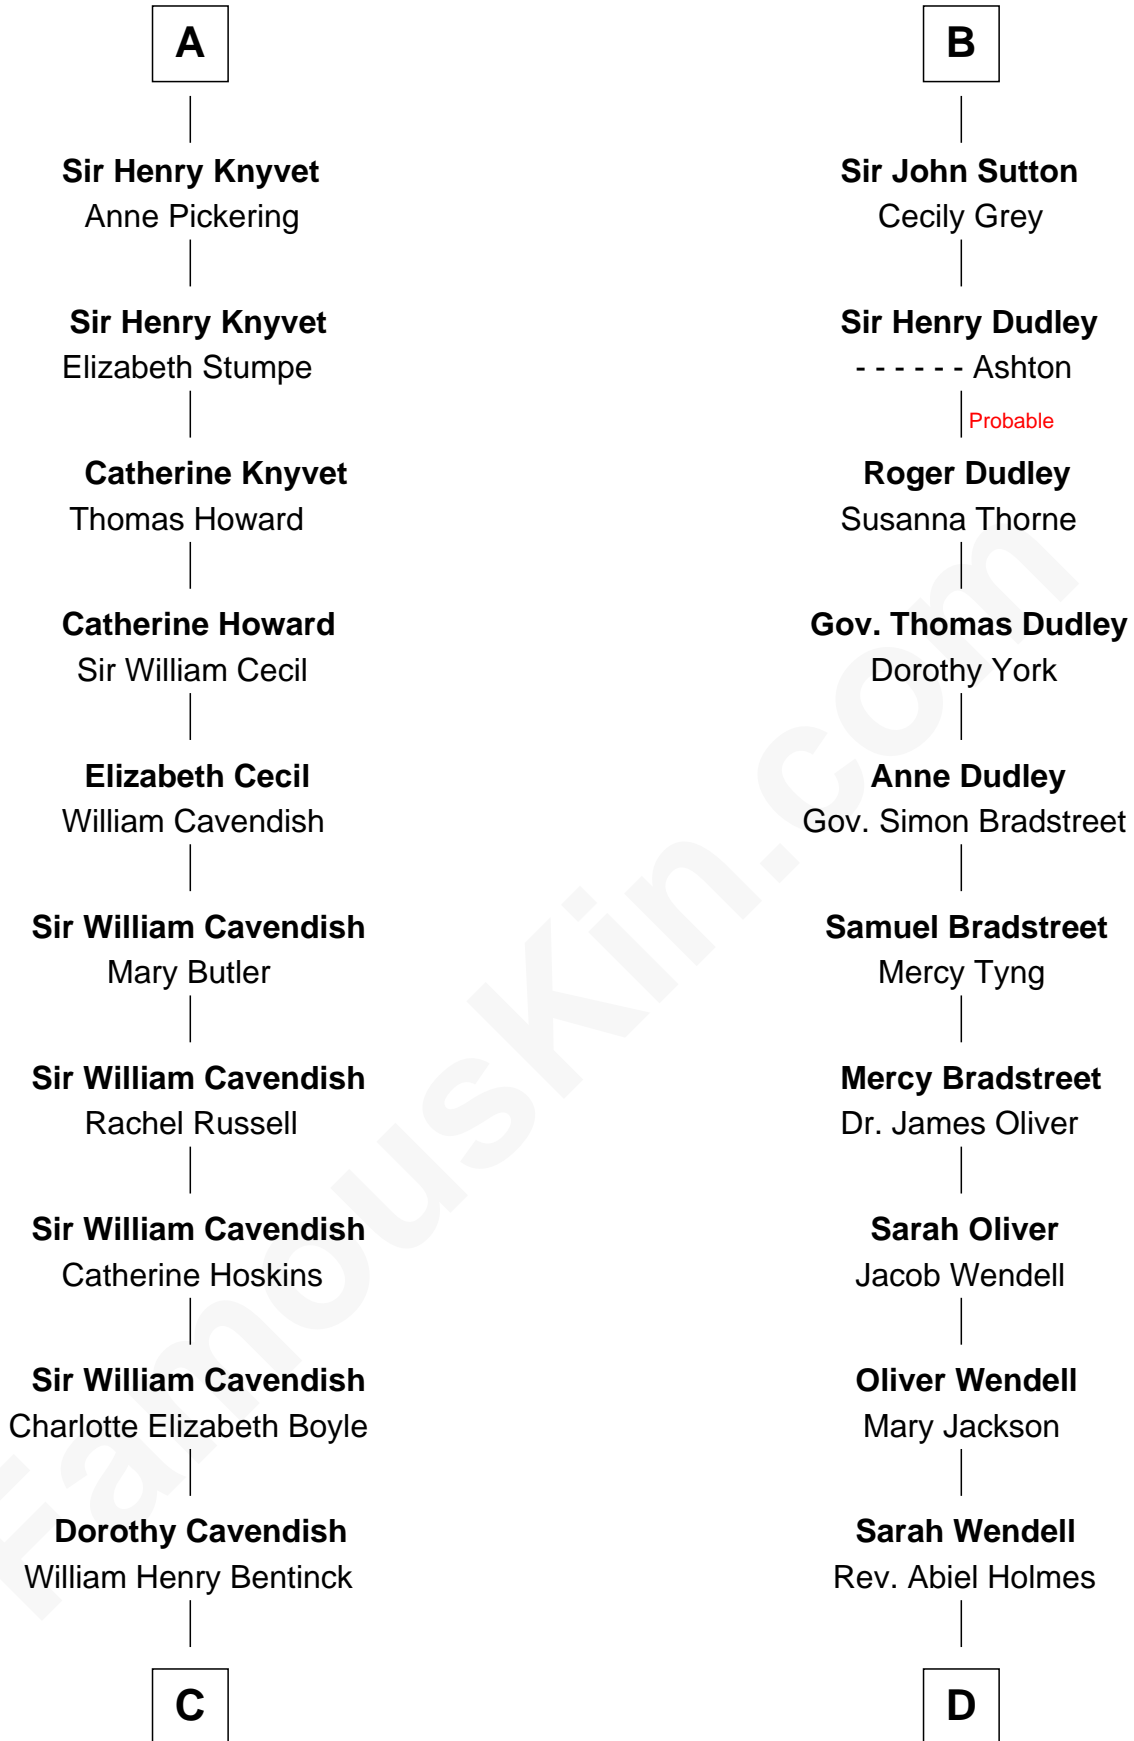 A
Sir Henry Knyvet
Anne Pickering
Sir Henry Knyvet
Elizabeth Stumpe
Catherine Knyvet
Thomas Howard
Catherine Howard
Sir William Cecil
Elizabeth Cecil
William Cavendish
Sir William Cavendish
Mary Butler
Sir William Cavendish
Rachel Russell
Sir William Cavendish
Catherine Hoskins
Sir William Cavendish
Charlotte Elizabeth Boyle
Dorothy Cavendish
William Henry Bentinck
C
B
Sir John Sutton
Cecily Grey
Sir Henry Dudley
- - - - - - Ashton
Probable
Roger Dudley
Susanna Thorne
Gov. Thomas Dudley
Dorothy York
Anne Dudley
Gov. Simon Bradstreet
Samuel Bradstreet
Mercy Tyng
Mercy Bradstreet
Dr. James Oliver
Sarah Oliver
Jacob Wendell
Oliver Wendell
Mary Jackson
Sarah Wendell
Rev. Abiel Holmes
D
FamousKin.com